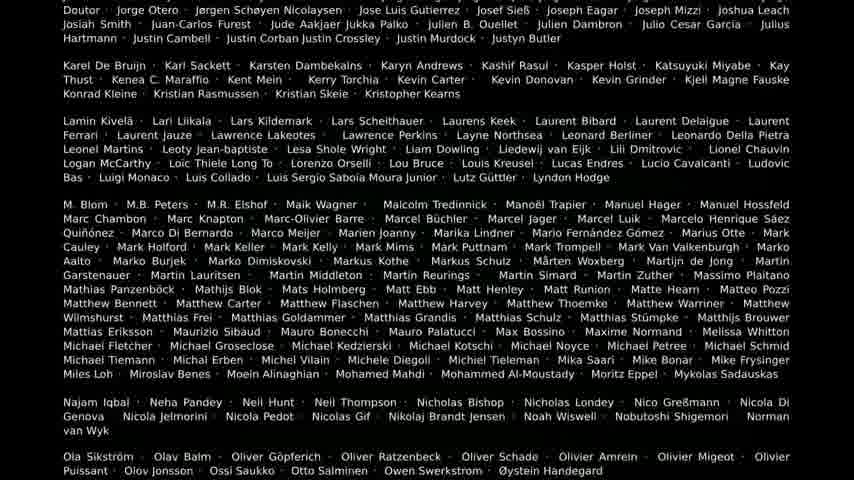 Doutor · Jorge Otero · Jørgen Schøyen Nicolaysen · Jose Luis Gutierrez · Josef Sieß · Joseph Eagar · Joseph Mizzi · Joshua Leach
Josiah Smith · Juan-Carlos Furest · Jude Aakjaer Jukka Palko · julien B. Ouellet · Julien Dambron · Julio Cesar Garcia · Julius
Hartmann · Justin Cambell · Justin Corban Justin Crossley · Justin Murdock · Justyn Butler
Karel De Bruijn · Karl Sackett · Karsten Dambekalns · Karyn Andrews · Kashif Rasul · Kasper Holst · Katsuyuki Miyabe · Kay
Thust · Kenea C. Maraffio · Kent Mein · Kerry Torchia · Kevin Carter · Kevin Donovan · Kevin Grinder · Kjell Magne Fauske
Konrad Kleine · Kristian Rasmussen · Kristian Skeie · Kristopher Kearns
Lamin Kivelä · Lari Liikala · Lars Kildemark · Lars Scheithauer · Laurens Keek · Laurent Bibard · Laurent Delaigue · Laurent
Ferrari · Laurent Jauze · Lawrence Lakeotes · Lawrence Perkins · Layne Northsea · Leonard Berliner · Leonardo Della Pietra
Leonel Martins · Leoty Jean-baptiste · Lesa Shole Wright · Liam Dowling · Liedewij van Eijk · Lili Dmitrovic · Lionel Chauvin
Logan McCarthy · Loïc Thiele Long To · Lorenzo Orselli · Lou Bruce · Louis Kreusel · Lucas Endres · Lucio Cavalcanti · Ludovic
Bas · Luigi Monaco · Luis Collado · Luis Sergio Saboia Moura Junior · Lutz Güttler · Lyndon Hodge
M. Blom · M.B. Peters · M.R. Elshof · Maik Wagner · Malcolm Tredinnick · Manoël Trapier · Manuel Hager · Manuel Hossfeld
Marc Chambon · Marc Knapton · Marc-Olivier Barre · Marcel Büchler · Marcel Jager · Marcel Luik · Marcelo Henrique Sáez
Quiñónez · Marco Di Bernardo · Marco Meijer · Marien Joanny · Marika Lindner · Mario Fernández Gómez · Marius Otte · Mark
Cauley · Mark Holford · Mark Keller · Mark Kelly · Mark Mims · Mark Puttnam · Mark Trompell · Mark Van Valkenburgh · Marko
Aalto · Marko Burjek · Marko Dimiskovski · Markus Kothe · Markus Schulz · Mårten Woxberg · Martijn de Jong · Martin
Garstenauer · Martin Lauritsen · Martin Middleton · Martin Reurings · Martin Simard · Martin Zuther · Massimo Plaitano
Mathias Panzenböck · Mathijs Blok · Mats Holmberg · Matt Ebb · Matt Henley · Matt Runion · Matte Hearn · Matteo Pozzi
Matthew Bennett · Matthew Carter · Matthew Flaschen · Matthew Harvey · Matthew Thoemke · Matthew Warriner · Matthew
Wilmshurst · Matthias Frei · Matthias Goldammer · Matthias Grandis · Matthias Schulz · Matthias Stümpke · Matthijs Brouwer
Mattias Eriksson · Maurizio Sibaud · Mauro Bonecchi · Mauro Palatucci · Max Bossino · Maxime Normand · Melissa Whitton
Michael Fletcher · Michael Groseclose · Michael Kedzierski · Michael Kotschi · Michael Noyce · Michael Petree · Michael Schmid
Michael Tiemann · Michal Erben · Michel Vilain · Michele Diegoli · Michiel Tieleman · Mika Saari · Mike Bonar · Mike Frysinger
Miles Loh · Miroslav Benes · Moein Alinaghian · Mohamed Mahdi · Mohammed Al-Moustady · Moritz Eppel · Mykolas Sadauskas
Najam Iqbal · Neha Pandey · Neil Hunt · Neil Thompson · Nicholas Bishop · Nicholas Londey · Nico Greßmann · Nicola Di
Genova · Nicola Jelmorini · Nicola Pedot · Nicolas Gif · Nikolaj Brandt Jensen · Noah Wiswell · Nobutoshi Shigemori · Norman
van Wyk
Ola Sikström · Olav Balm · Oliver Göpferich · Oliver Ratzenbeck · Oliver Schade · Olivier Amrein · Olivier Migeot · Olivier
Puissant · Olov Jonsson · Ossi Saukko · Otto Salminen · Owen Swerkstrom · Øystein Handegard